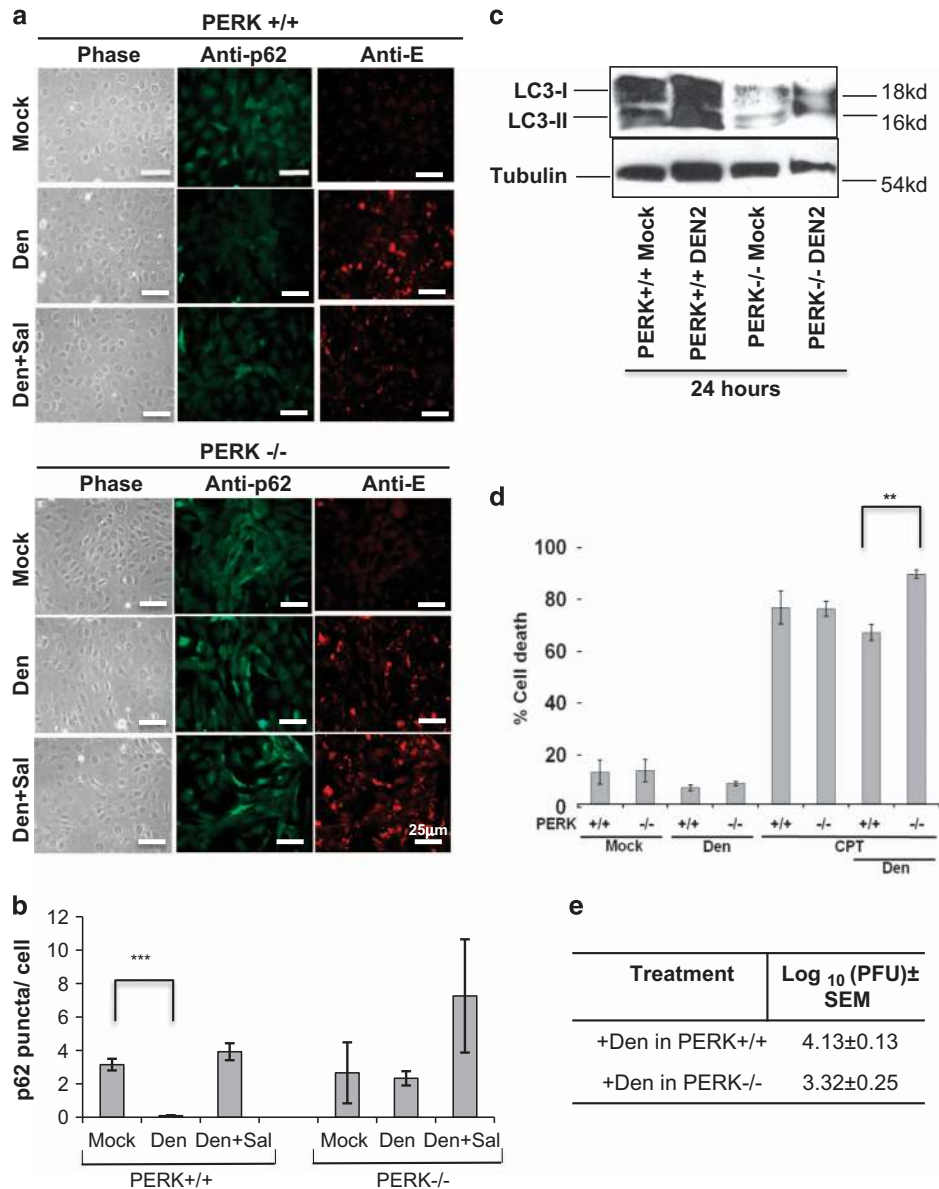 a
PERK +/+
Phase Anti-p62 Anti-E
Mock
Den
Den+Sal
PERK -/-
Phase Anti-p62 Anti-E
Mock
Den
Den+Sal
25μm
b
p62 puncta/ cell
12
10
8
6
4
2
0
***
Mock Den Den+Sal Mock Den Den+Sal
PERK+/+ PERK-/-
c
LC3-I 18kd
LC3-II 16kd
Tubulin 54kd
PERK+/+ Mock
PERK+/+ DEN2
PERK-/- Mock
PERK-/- DEN2
24 hours
d
**
% Cell death
100
80
60
40
20
0
PERK +/+ -/- +/+ -/- +/+ -/- +/+ -/-
Mock Den CPT
Den
e
Treatment Log 10 (PFU)±
SEM
+Den in PERK+/+ 4.13±0.13
+Den in PERK-/- 3.32±0.25